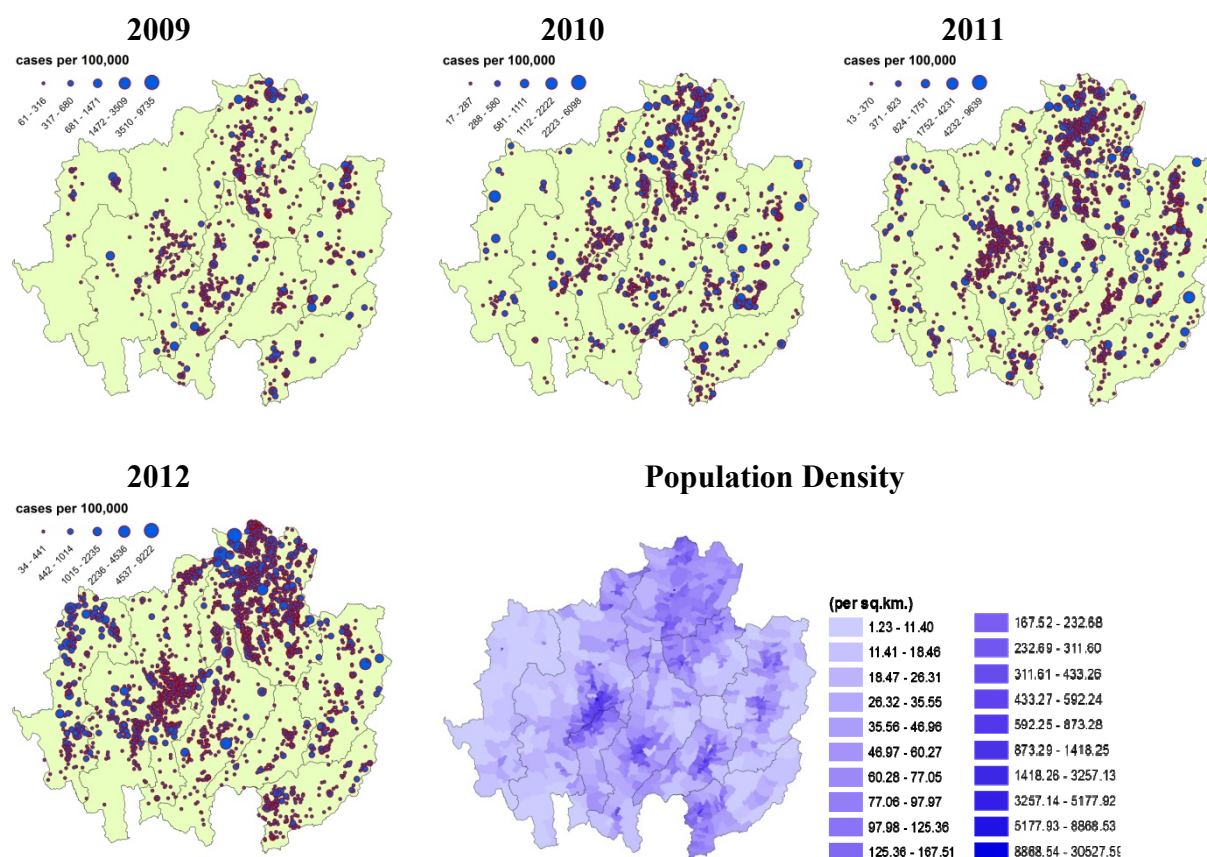 2009
cases per 100,000
61 - 316
317 - 680
681 - 1471
1472 - 3509
3510 - 9735
2010
cases per 100,000
17 - 287
288 - 580
581 - 1111
1112 - 2222
2223 - 6098
2011
cases per 100,000
13 - 370
371 - 823
824 - 1751
1752 - 4231
4232 - 9639
2012
cases per 100,000
34 - 441
442 - 1014
1015 - 2235
2236 - 4536
4537 - 9222
Population Density
(per sq.km.)
1.23 - 11.40
11.41 - 18.46
18.47 - 26.31
26.32 - 35.55
35.56 - 46.96
46.97 - 60.27
60.28 - 77.05
77.06 - 97.97
97.98 - 125.36
125.36 - 167.51
167.52 - 232.68
232.69 - 311.60
311.61 - 433.26
433.27 - 592.24
592.25 - 873.28
873.29 - 1418.25
1418.26 - 3257.13
3257.14 - 5177.92
5177.93 - 8868.53
8868.54 - 30527.59